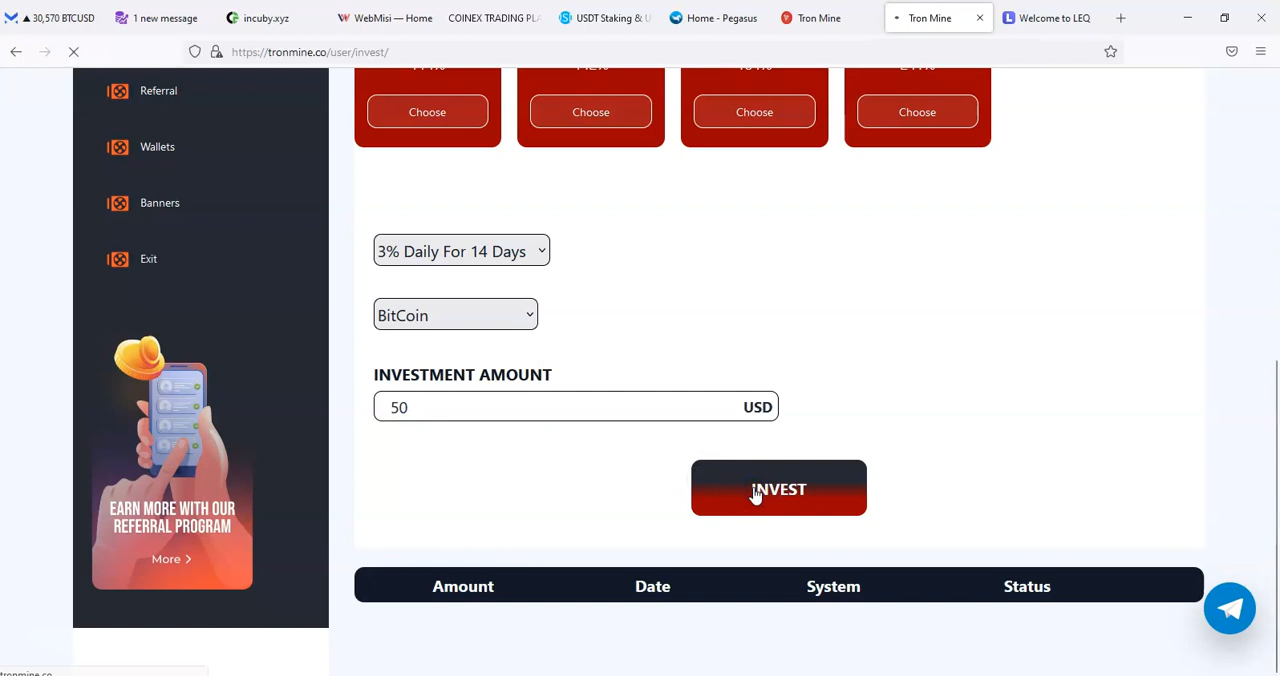 ▲ 30,570 BTCUSD
1 new message
incuby.xyz
WebMisi — Home
COINEX TRADING PLA
USDT Staking & U
Home - Pegasus
Tron Mine
Tron Mine
Welcome to LEQ
https://tronmine.co/user/invest/
Referral
Wallets
Banners
Exit
Choose
Choose
Choose
Choose
3% Daily For 14 Days
BitCoin
INVESTMENT AMOUNT
50 USD
INVEST
EARN MORE WITH OUR
REFERRAL PROGRAM
More >
Amount Date System Status
tronmine.co